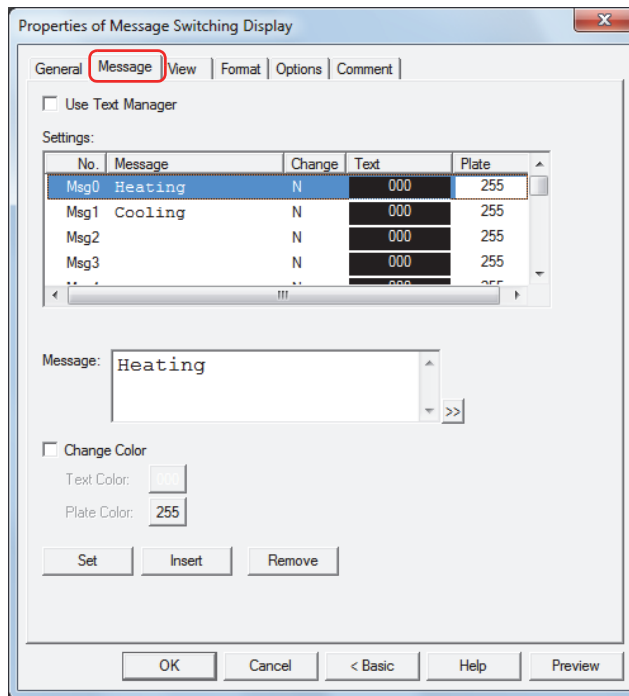 Properties of Message Switching Display
General Message View Format Options Comment
Use Text Manager
Settings:
No. Message Change Text Plate
Msg0 Heating N 000 255
Msg1 Cooling N 000 255
Msg2 N 000 255
Msg3 N 000 255
Message: Heating
>>
Change Color
Text Color: 000
Plate Color: 255
Set Insert Remove
OK Cancel < Basic Help Preview